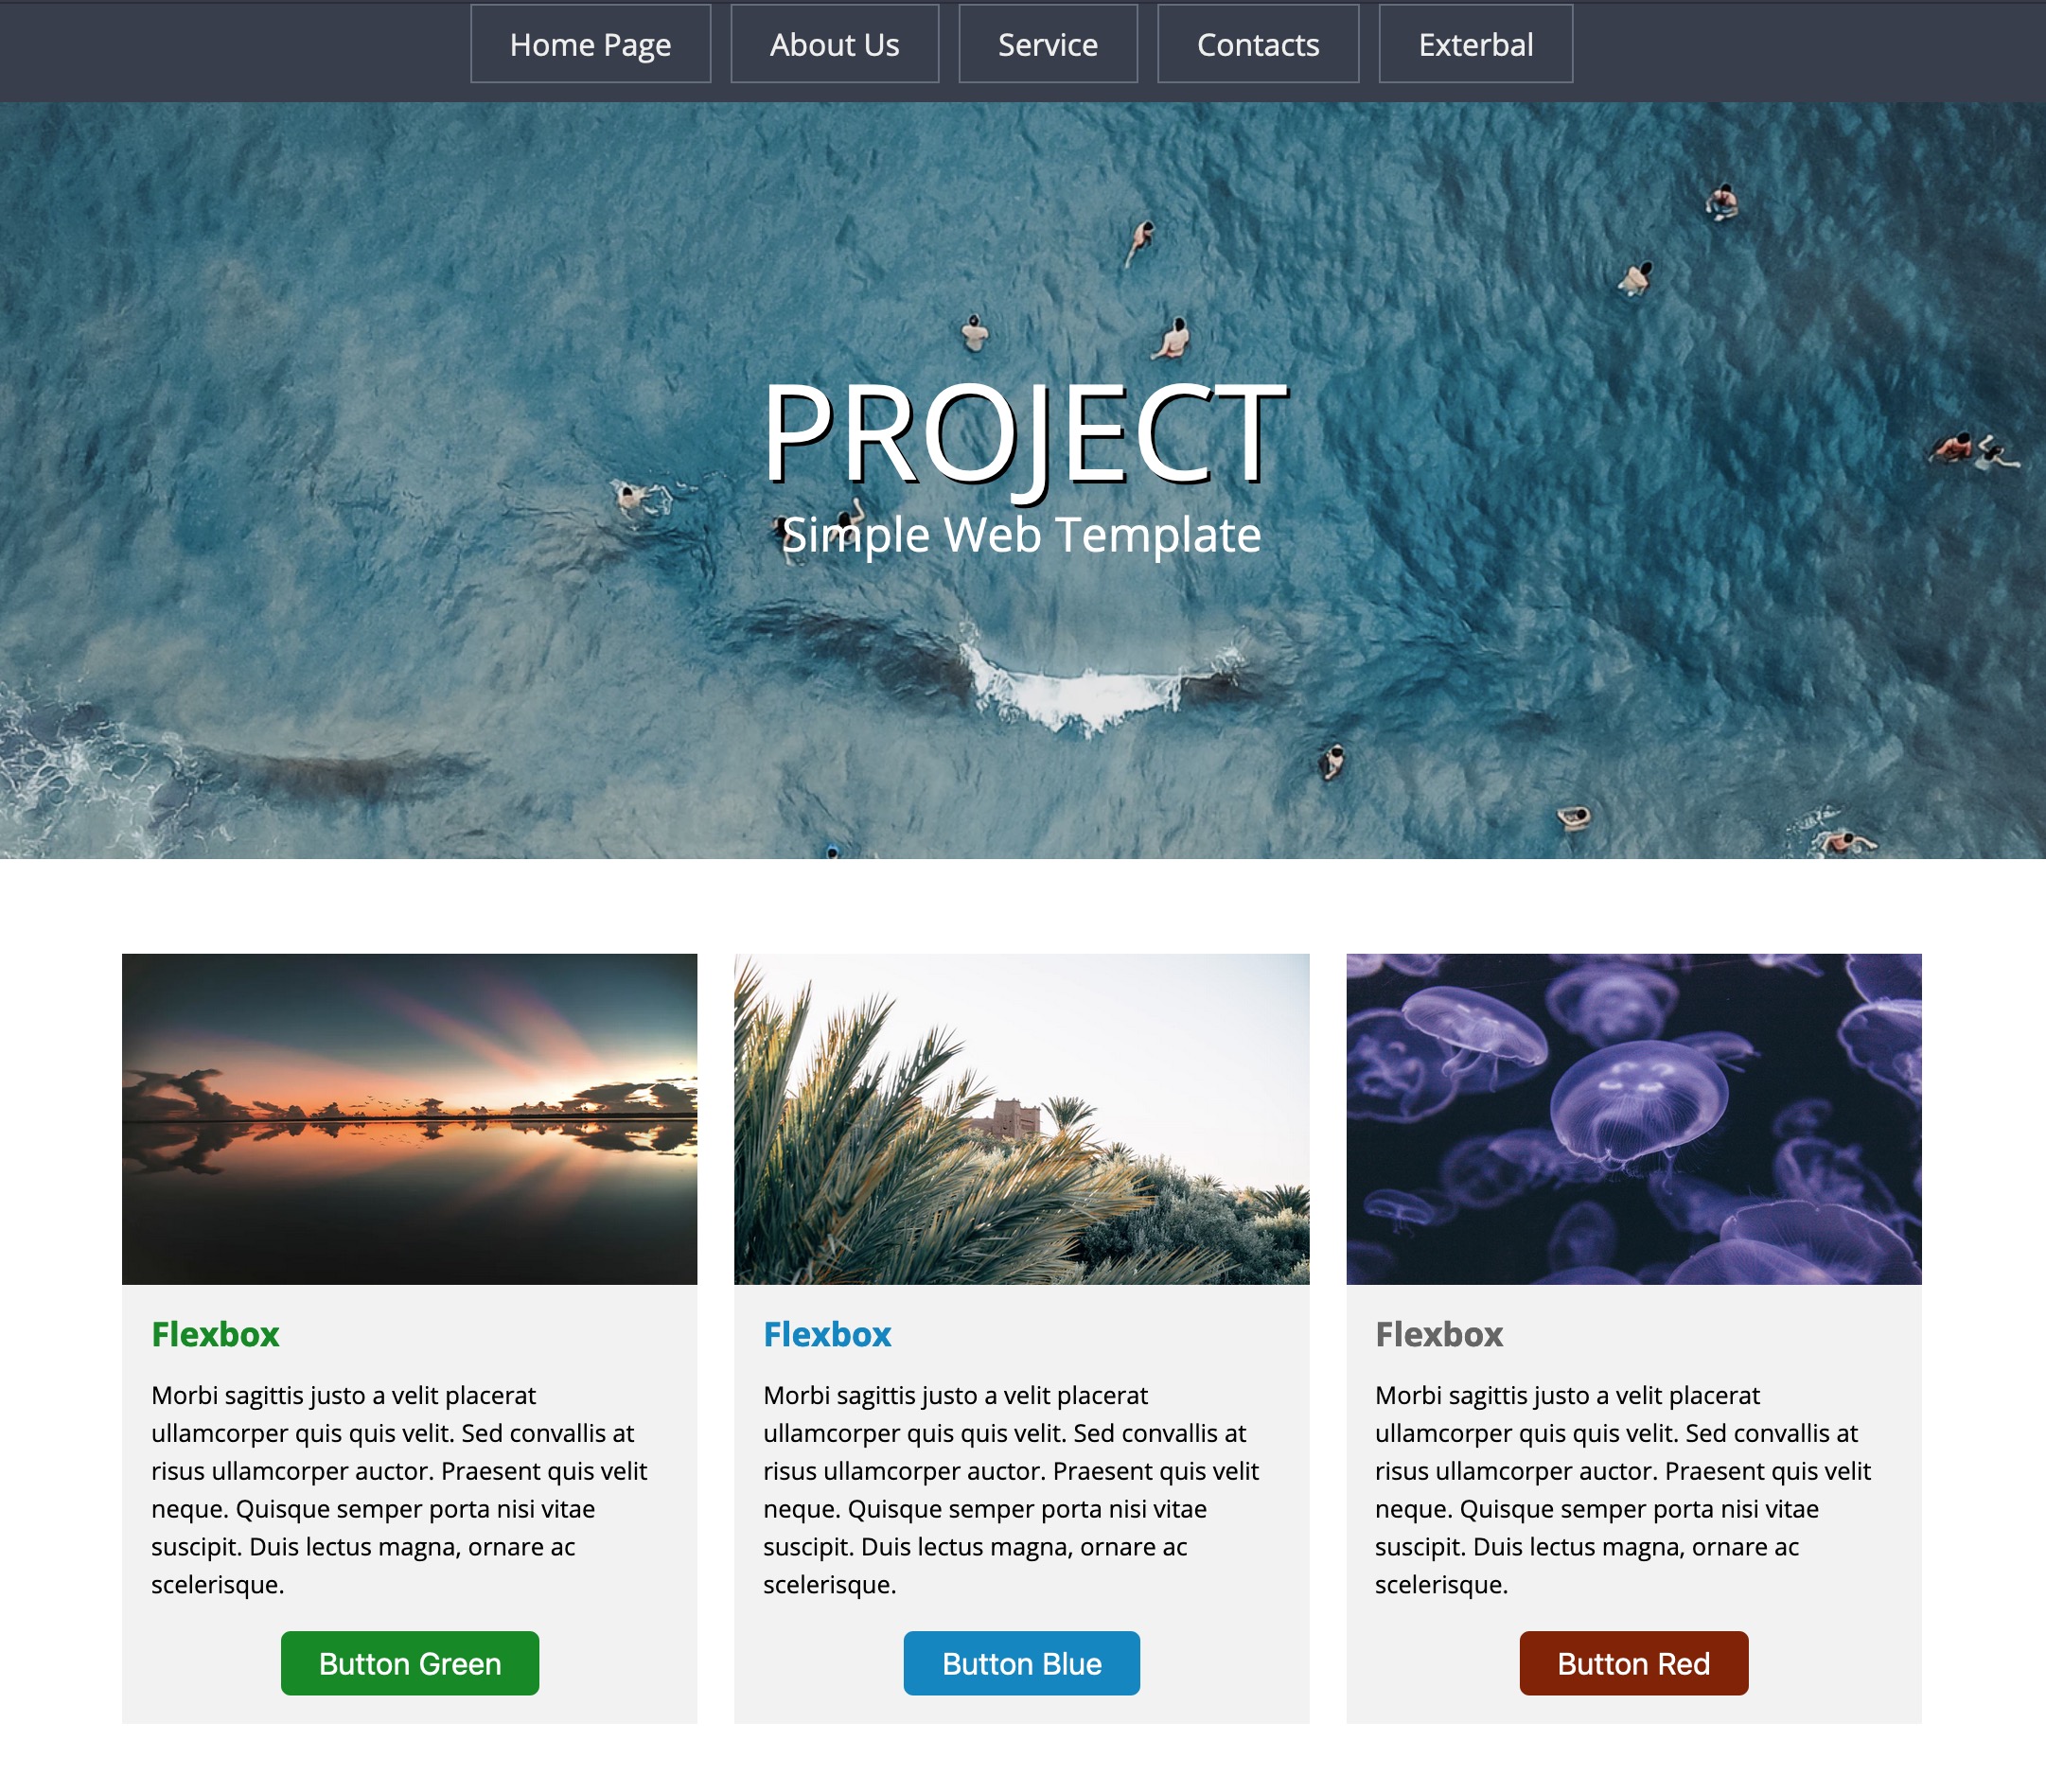 Home Page About Us Service Contacts Exterbal
PROJECT
Simple Web Template
Flexbox
Morbi sagittis justo a velit placerat
ullamcorper quis quis velit. Sed convallis at
risus ullamcorper auctor. Praesent quis velit
neque. Quisque semper porta nisi vitae
suscipit. Duis lectus magna, ornare ac
scelerisque.
Button Green
Flexbox
Morbi sagittis justo a velit placerat
ullamcorper quis quis velit. Sed convallis at
risus ullamcorper auctor. Praesent quis velit
neque. Quisque semper porta nisi vitae
suscipit. Duis lectus magna, ornare ac
scelerisque.
Button Blue
Flexbox
Morbi sagittis justo a velit placerat
ullamcorper quis quis velit. Sed convallis at
risus ullamcorper auctor. Praesent quis velit
neque. Quisque semper porta nisi vitae
suscipit. Duis lectus magna, ornare ac
scelerisque.
Button Red